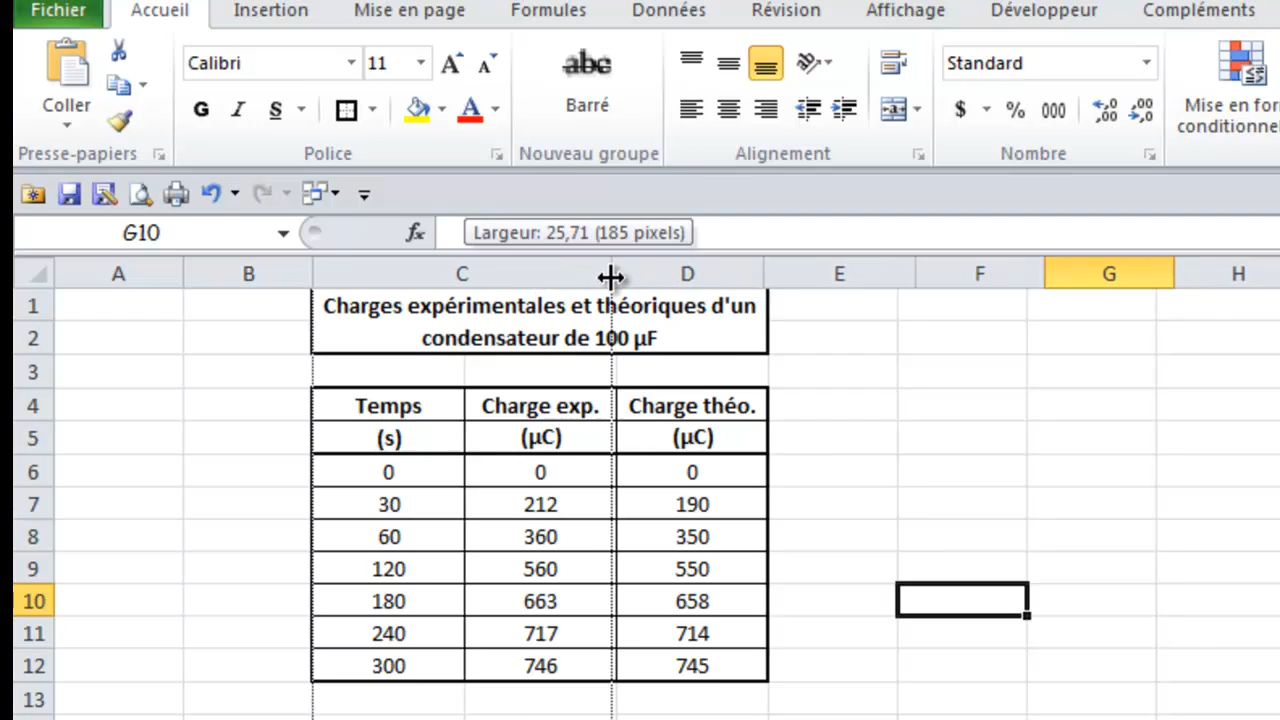 Fichier Accueil Insertion Mise en page Formules Données Révision Affichage Développeur Compléments
Calibri 11 abc Standard
Coller G I S A Barré $ % 000 Mise en for
conditionne
Presse-papiers Police Nouveau groupe Alignement Nombre
G10 fx Largeur: 25,71 (185 pixels)
A B C D E F G H
1 Charges expérimentales et théoriques d'un
2 condensateur de 100 µF
3
4 Temps Charge exp. Charge théo.
5 (s) (µC) (µC)
6 0 0 0
7 30 212 190
8 60 360 350
9 120 560 550
10 180 663 658
11 240 717 714
12 300 746 745
13